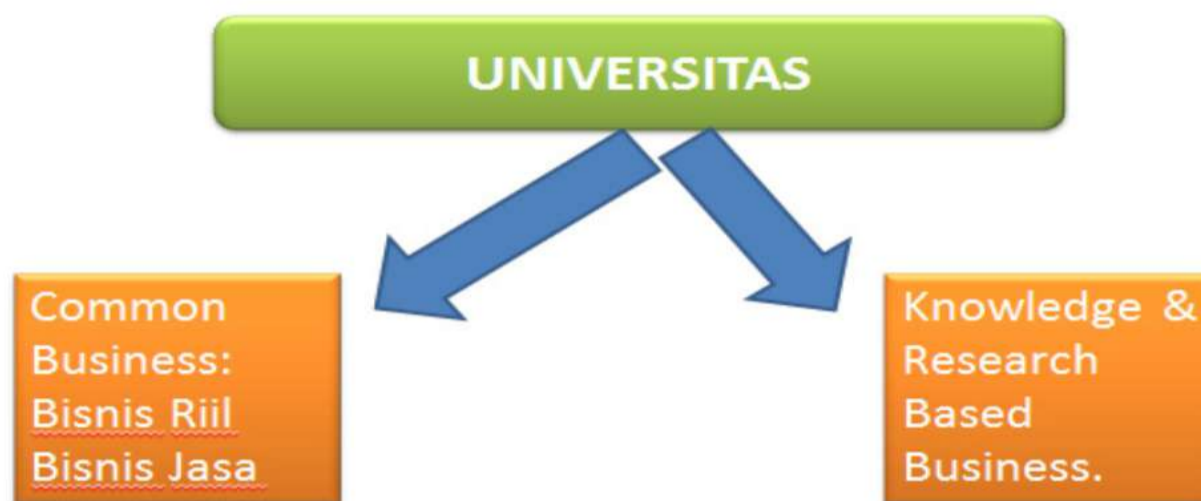 UNIVERSITAS
Common
Business:
Bisnis Riil
Bisnis Jasa
Knowledge &
Research
Based
Business.